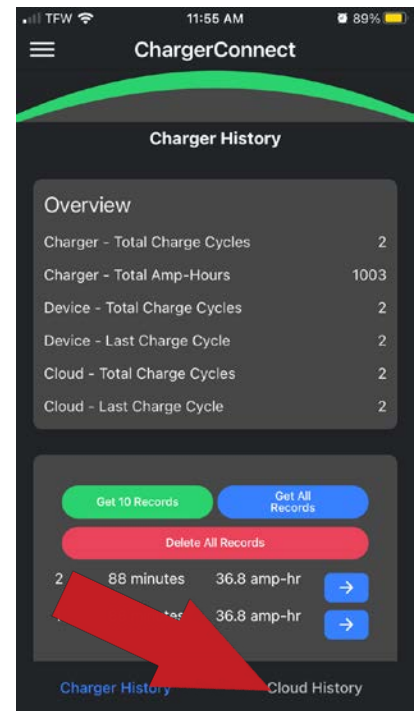 TFW 11:55 AM 89%
ChargerConnect
Charger History
Overview
Charger - Total Charge Cycles 2
Charger - Total Amp-Hours 1003
Device - Total Charge Cycles 2
Device - Last Charge Cycle 2
Cloud - Total Charge Cycles 2
Cloud - Last Charge Cycle 2
Get 10 Records
Get All
Records
Delete All Records
2 88 minutes 36.8 amp-hr
36.8 amp-hr
Charger History Cloud History